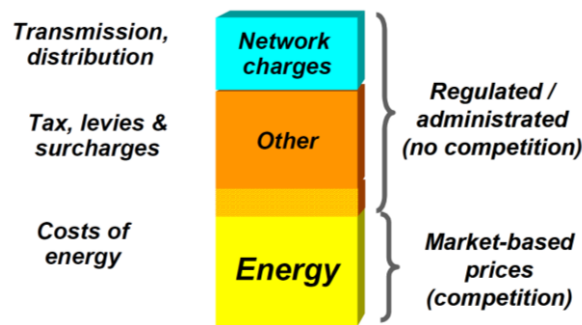 Transmission,
distribution
Network
charges
Tax, levies &
surcharges
Other
Regulated /
administrated
(no competition)
Costs of
energy
Energy
Market-based
prices
(competition)